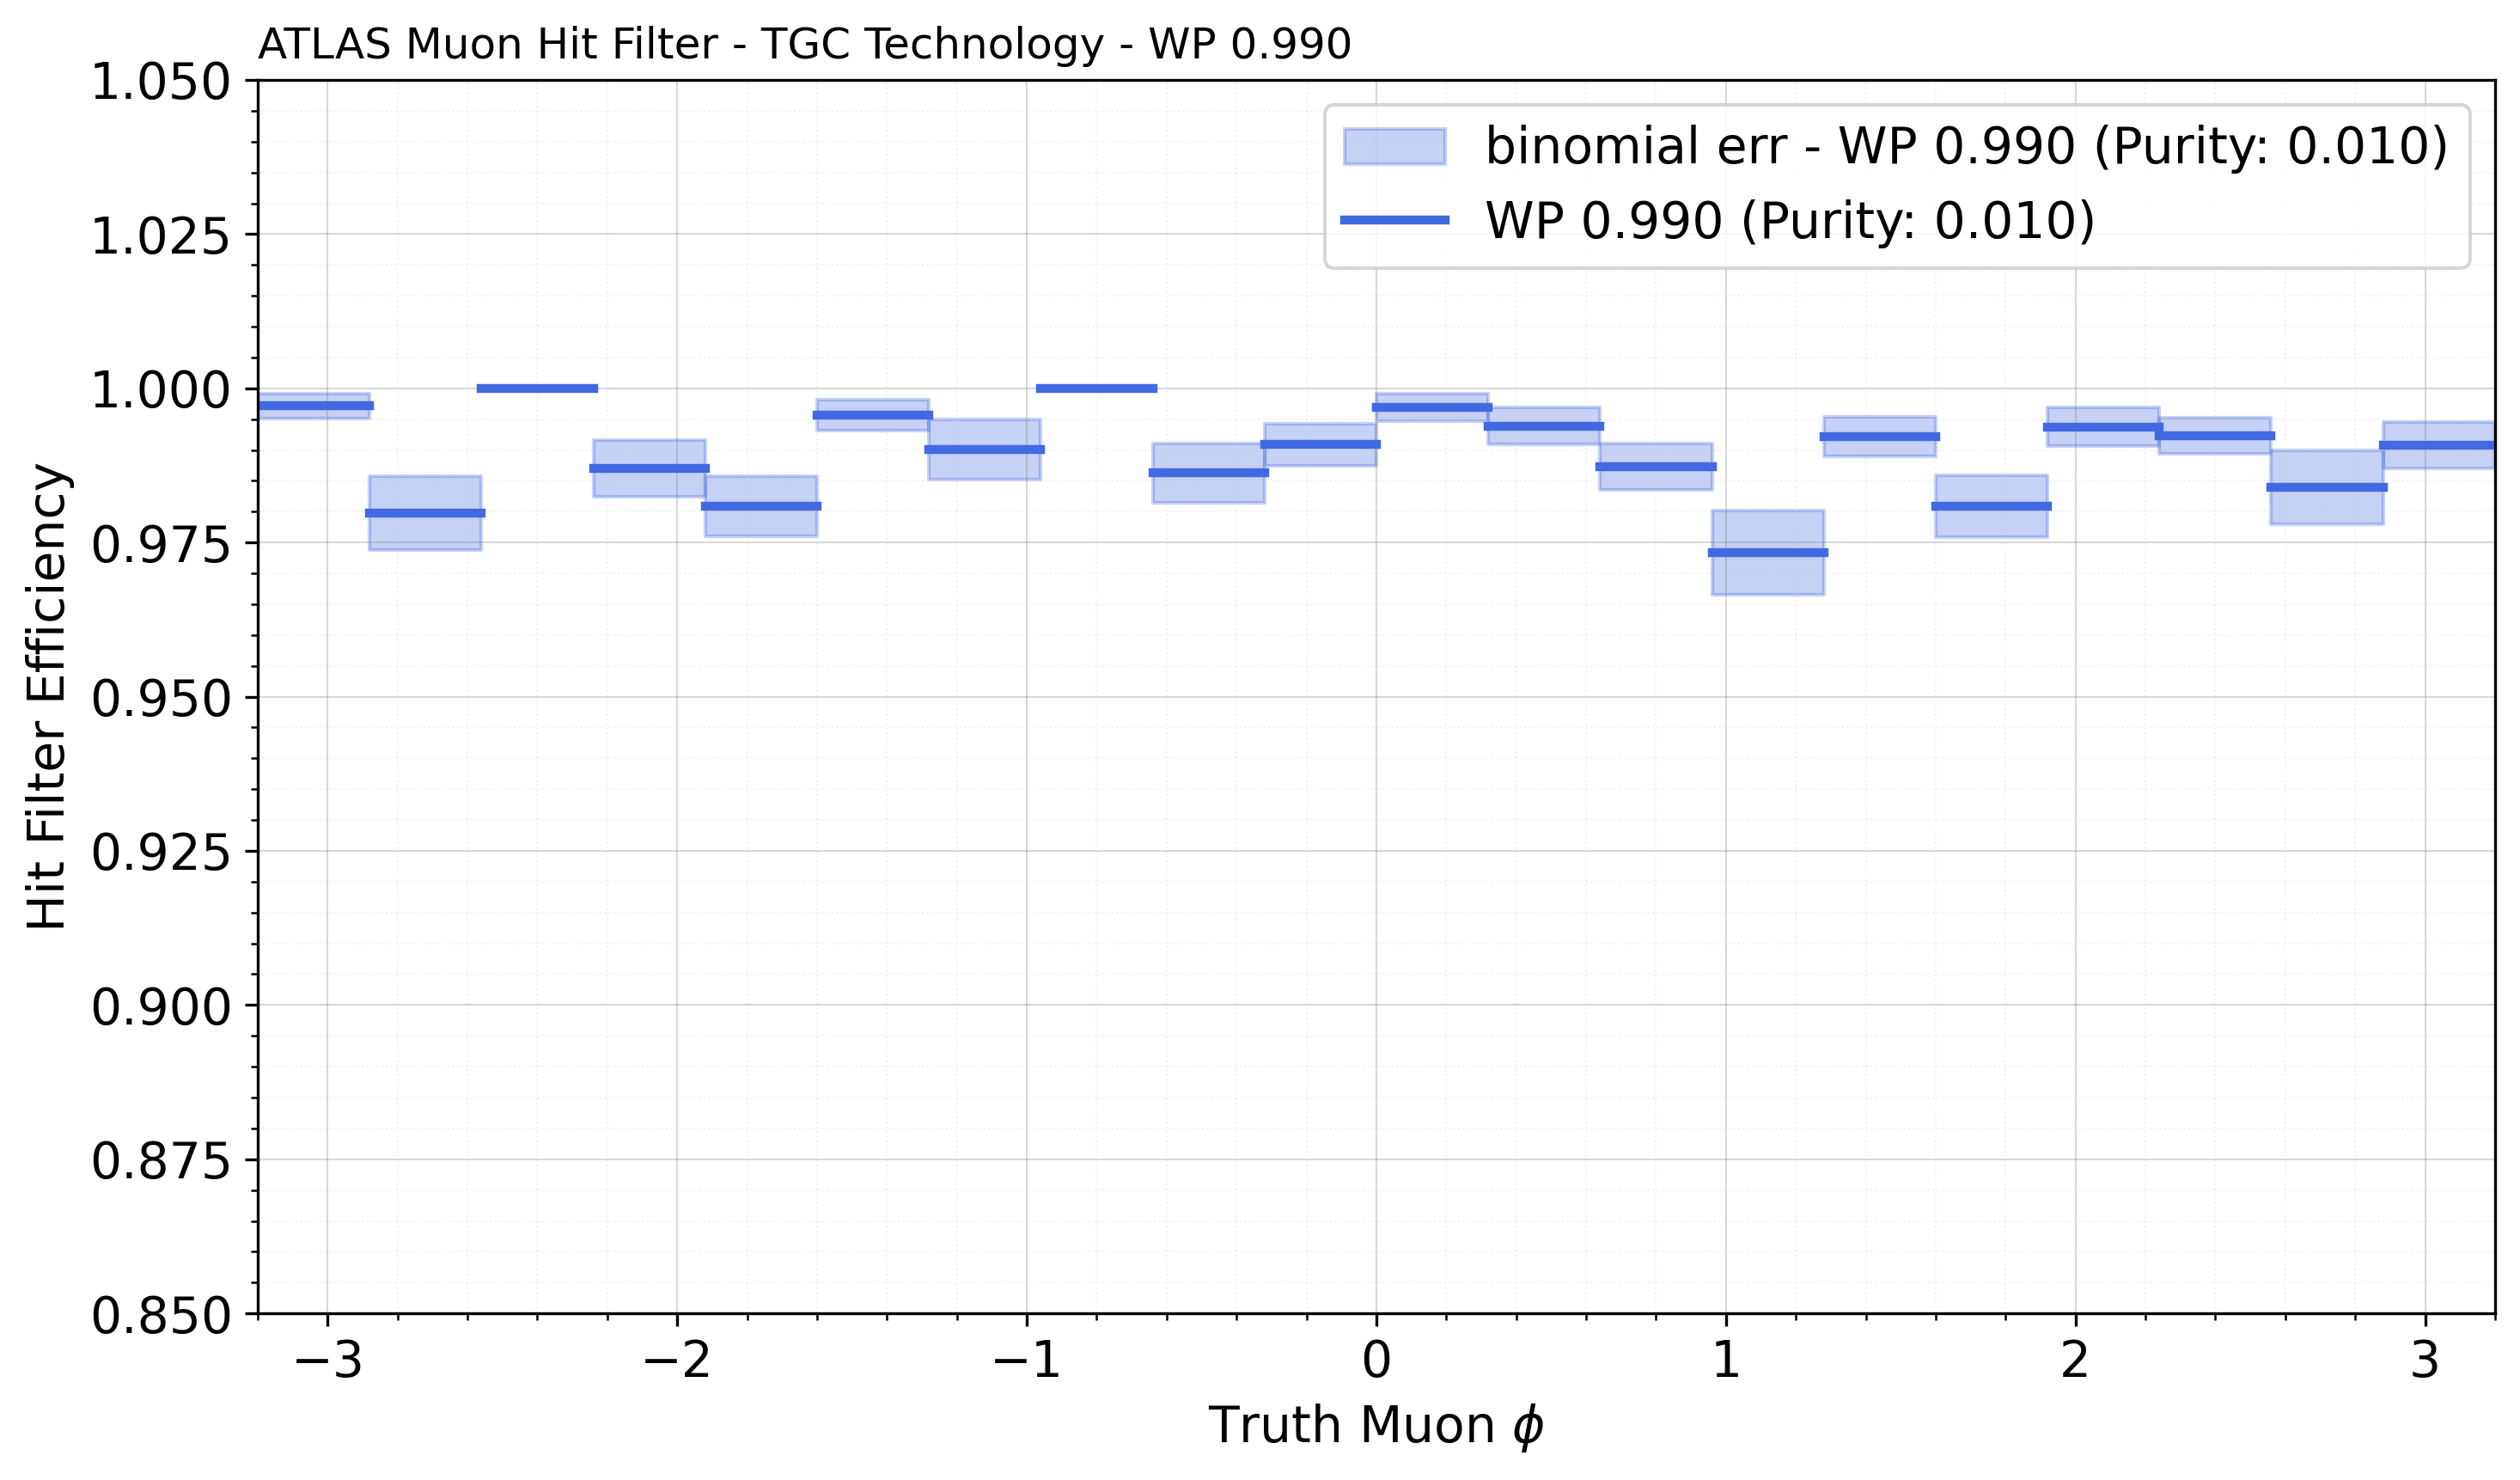 ATLAS Muon Hit Filter - TGC Technology - WP 0.990
binomial err - WP 0.990 (Purity: 0.010)
WP 0.990 (Purity: 0.010)
Hit Filter Efficiency
1.050
1.025
1.000
0.975
0.950
0.925
0.900
0.875
0.850
−3 −2 −1 0 1 2 3
Truth Muon ϕ